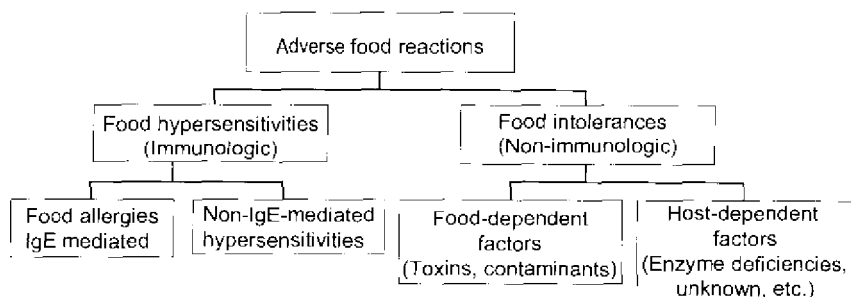 Adverse food reactions
Food hypersensitivities
(Immunologic)
Food intolerances
(Non-immunologic)
Food allergies
IgE mediated
Non-IgE-mediated
hypersensitivities
Food-dependent
factors
(Toxins, contaminants)
Host-dependent
factors
(Enzyme deficiencies,
unknown, etc.)